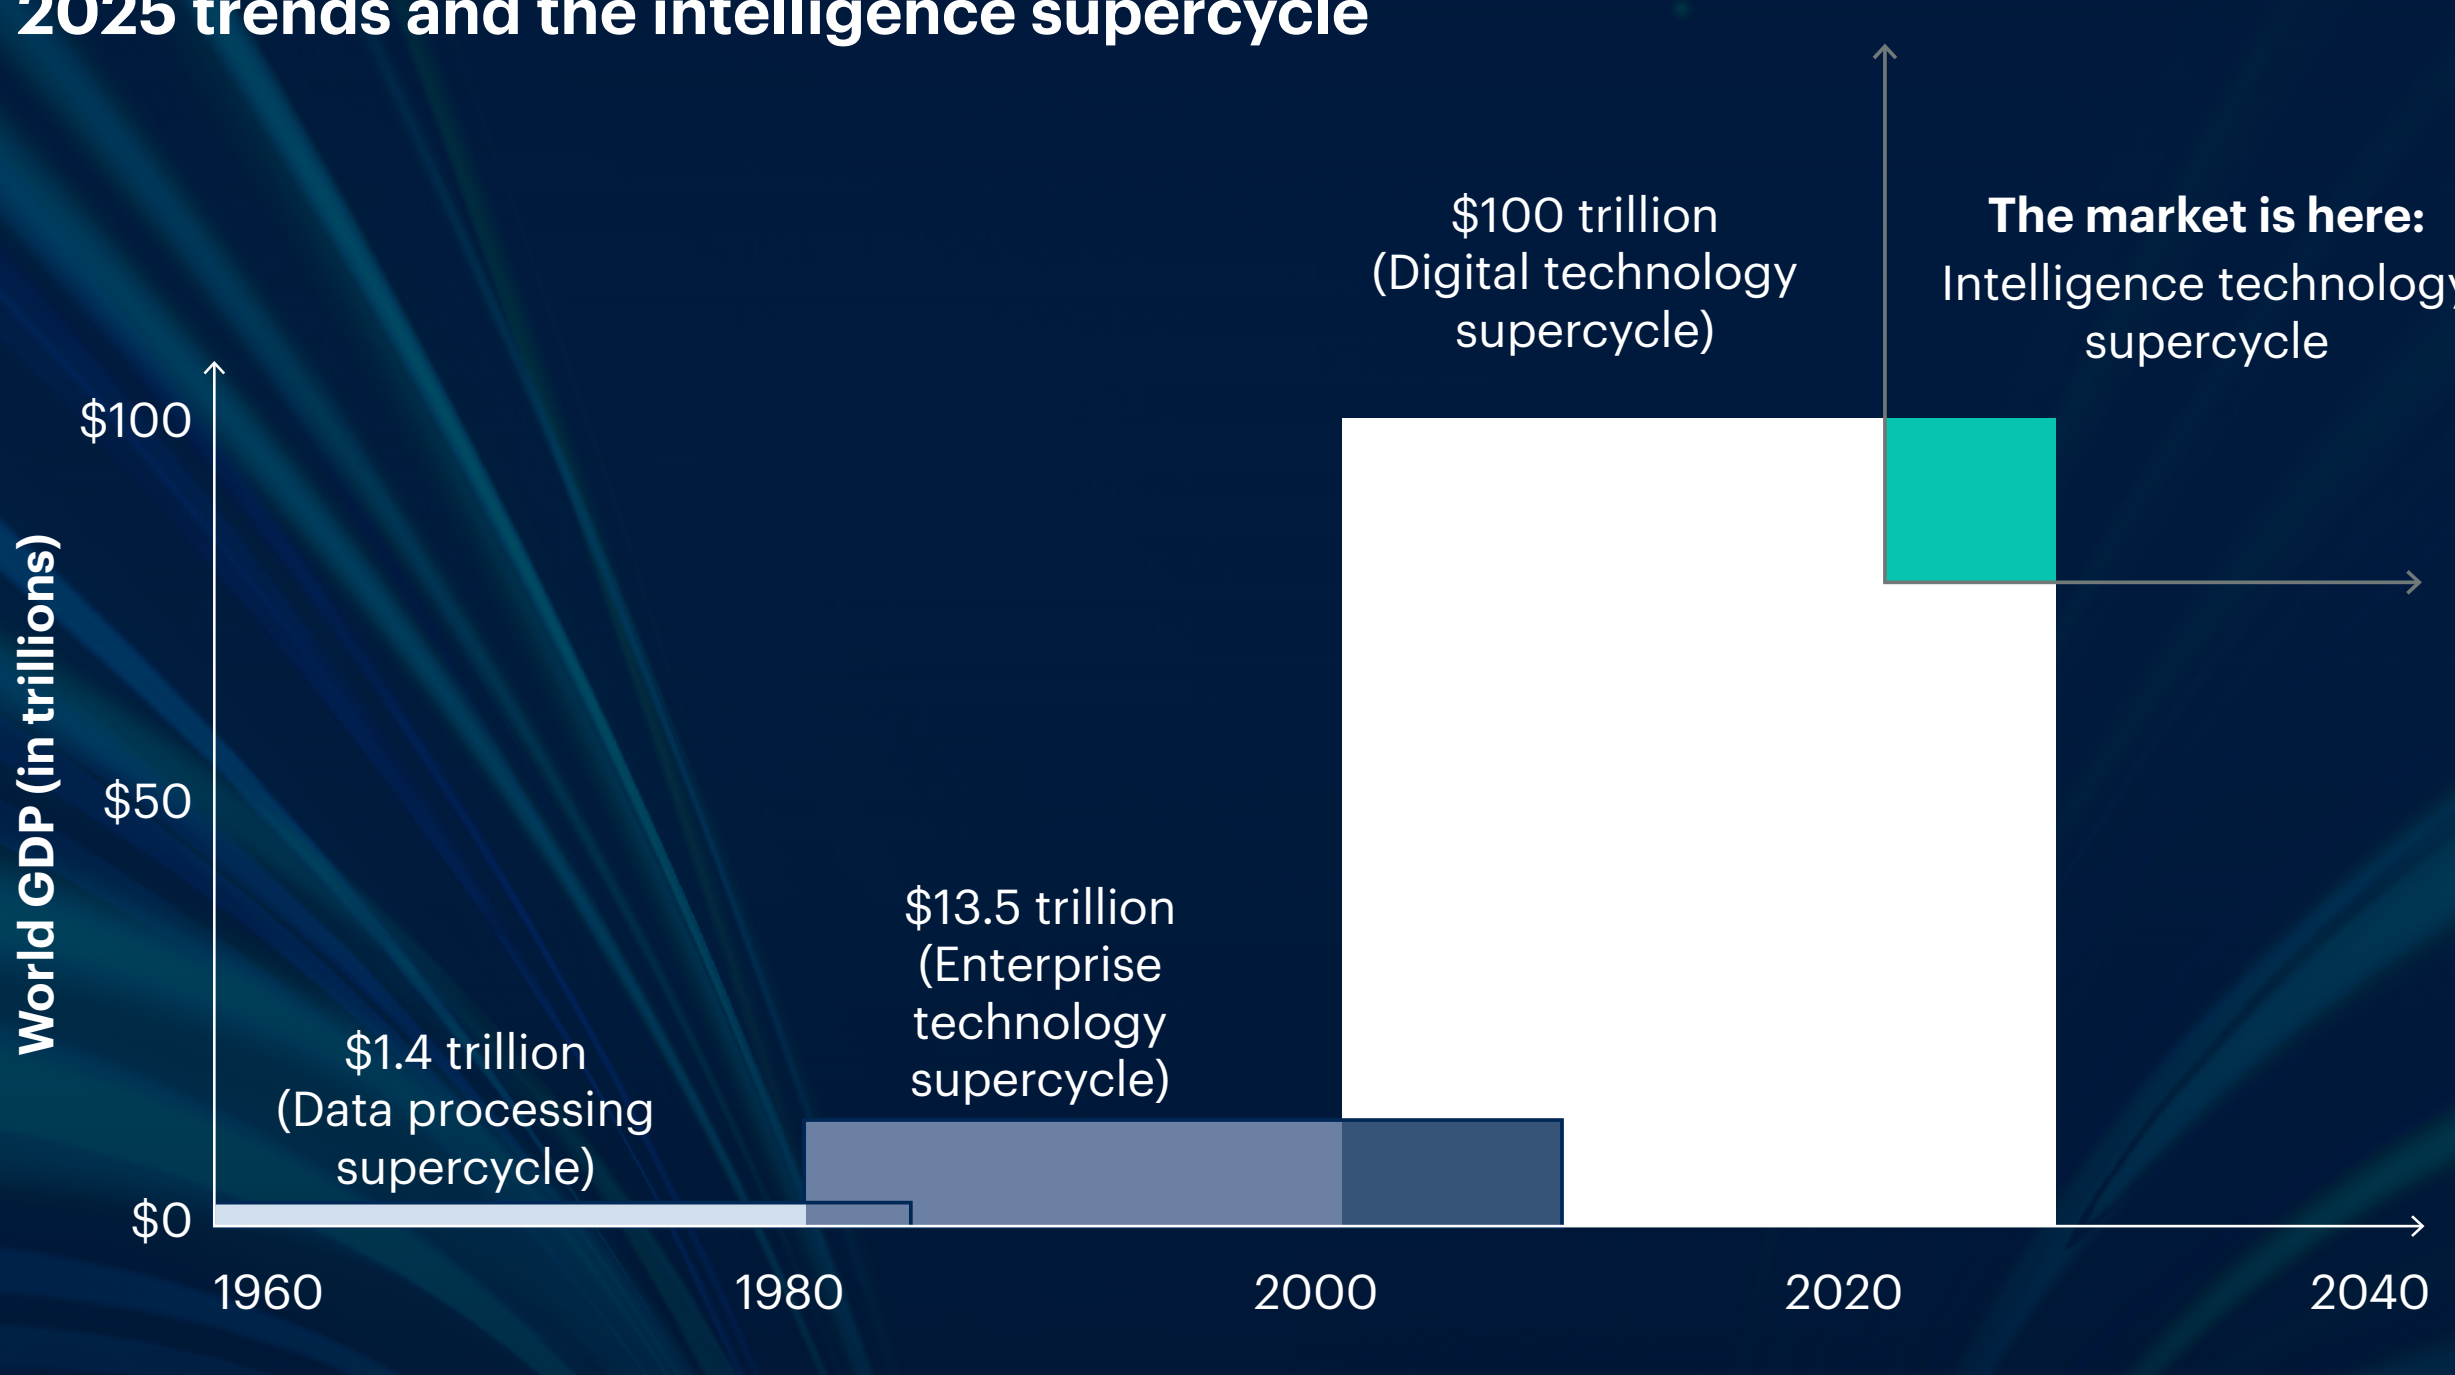 2025 trends and the intelligence supercycle
$100 trillion
(Digital technology
supercycle)
The market is here:
Intelligence technology
supercycle
$100
$50
$0
World GDP (in trillions)
$13.5 trillion
(Enterprise
technology
supercycle)
$1.4 trillion
(Data processing
supercycle)
1960
1980
2000
2020
2040